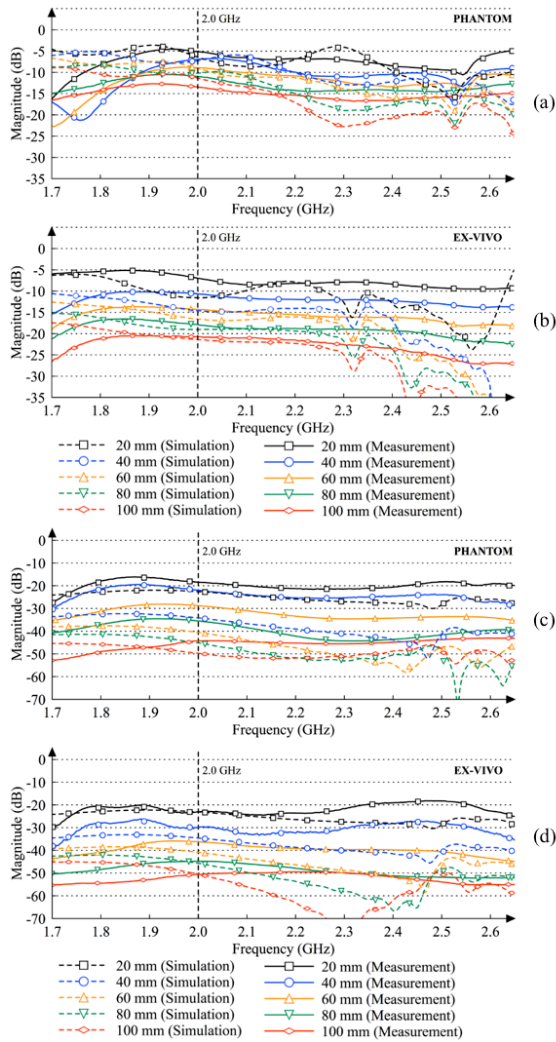 5
PHANTOM
0
2.0 GHz
-5
-10
-15
-20
-25
-30
-35
Magnitude (dB)
1.7 1.8 1.9 2.0 2.1 2.2 2.3 2.4 2.5 2.6
Frequency (GHz)
(a)
5
2.0 GHz
EX-VIVO
0
-5
-10
-15
-20
-25
-30
-35
Magnitude (dB)
1.7 1.8 1.9 2.0 2.1 2.2 2.3 2.4 2.5 2.6
Frequency (GHz)
(b)
20 mm (Simulation) 20 mm (Measurement)
40 mm (Simulation) 40 mm (Measurement)
60 mm (Simulation) 60 mm (Measurement)
80 mm (Simulation) 80 mm (Measurement)
100 mm (Simulation) 100 mm (Measurement)
0
2.0 GHz
PHANTOM
-10
-20
-30
-40
-50
-60
-70
Magnitude (dB)
1.7 1.8 1.9 2.0 2.1 2.2 2.3 2.4 2.5 2.6
Frequency (GHz)
(c)
0
2.0 GHz
EX-VIVO
-10
-20
-30
-40
-50
-60
-70
Magnitude (dB)
1.7 1.8 1.9 2.0 2.1 2.2 2.3 2.4 2.5 2.6
Frequency (GHz)
(d)
20 mm (Simulation) 20 mm (Measurement)
40 mm (Simulation) 40 mm (Measurement)
60 mm (Simulation) 60 mm (Measurement)
80 mm (Simulation) 80 mm (Measurement)
100 mm (Simulation) 100 mm (Measurement)